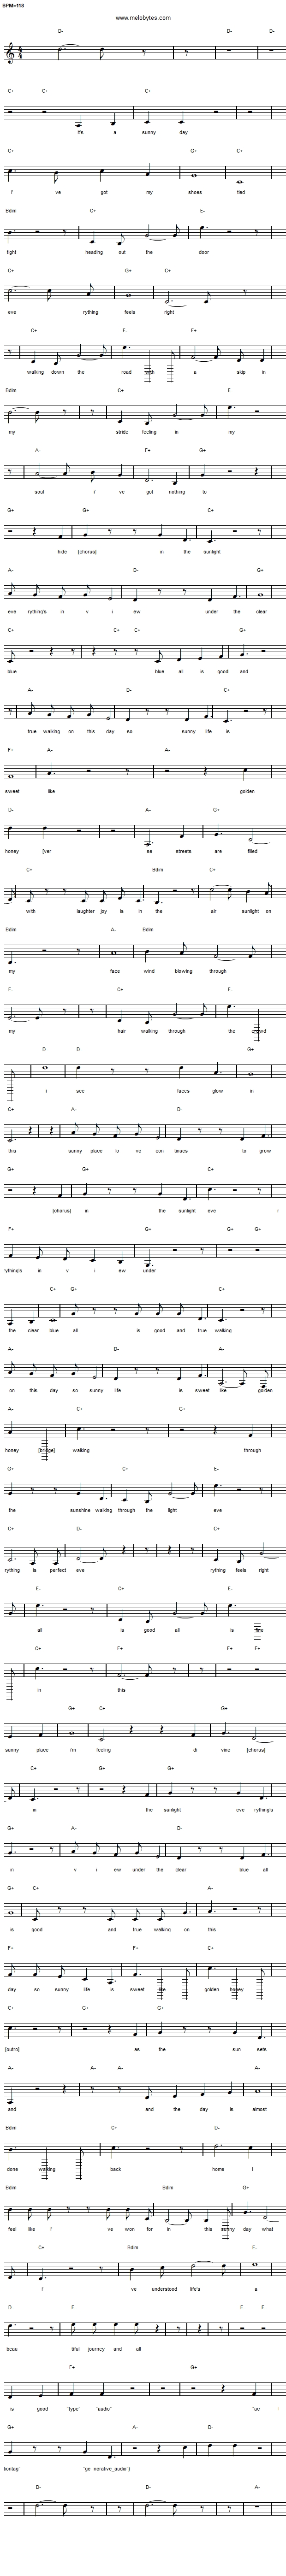 BPM=118
www.melobytes.com
D- D- D-
C+ C+ C+
it's a sunny day
C+ G+ C+
I 've got my shoes tied
Bdim C+ E-
tight heading out the door
C+ G+ C+
eve rything feels right
C+ E- F+
walking down the road with a skip in
Bdim C+ E-
my stride feeling in my
A- F+ G+
soul I 've got nothing to
G+ G+ C+
hide [chorus] in the sunlight
A- D- G+
eve rything's in v i ew under the clear
C+ C+ C+ G+
blue blue all is good and
A- D- C+
true walking on this day so sunny life is
F+ A- A-
sweet like golden
D- A- G+
honey [ver se streets are filled
C+ Bdim C+
with laughter joy is in the air sunlight on
Bdim A- Bdim
my face wind blowing through
E- C+ E-
my hair walking through the crowd
D- D- G+
i see faces glow in
C+ A- D-
this sunny place lo ve con tinues to grow
G+ G+ C+
[chorus] in the sunlight eve r
F+ G+ G+ G+
'rything's in v i ew under
C+ G+ C+
the clear blue all is good and true walking
A- D- A-
on this day so sunny life is sweet like golden
A- C+ G+
honey [bridge] walking through
G+ C+ E-
the sunshine walking through the light eve
C+ D- C+
rything is perfect eve rything feels right
E- C+ E-
all is good all is fine
C+ F+ F+ F+
in this
G+ C+ G+
sunny place I'm feeling di vine [chorus]
C+ G+ G+
in the sunlight eve rything's
G+ A- D-
in v i ew under the clear blue all
G+ C+ A-
is good and true walking on this
F+ F+ C+
day so sunny life is sweet like golden honey
C+ G+ G+
[outro] as the sun sets
A- A- A- A-
and and the day is almost
Bdim C+ D-
done walking back home i
Bdim Bdim G+
feel like I' ve won for in this sunny day what
C+ Bdim E-
I' ve understood life's a
D- E- E- E-
beau tiful journey and all
F+ G+
is good "type" "audio" "sc
G+ A- D-
tiontag" "ge nerative_audio"}
D- D- A-